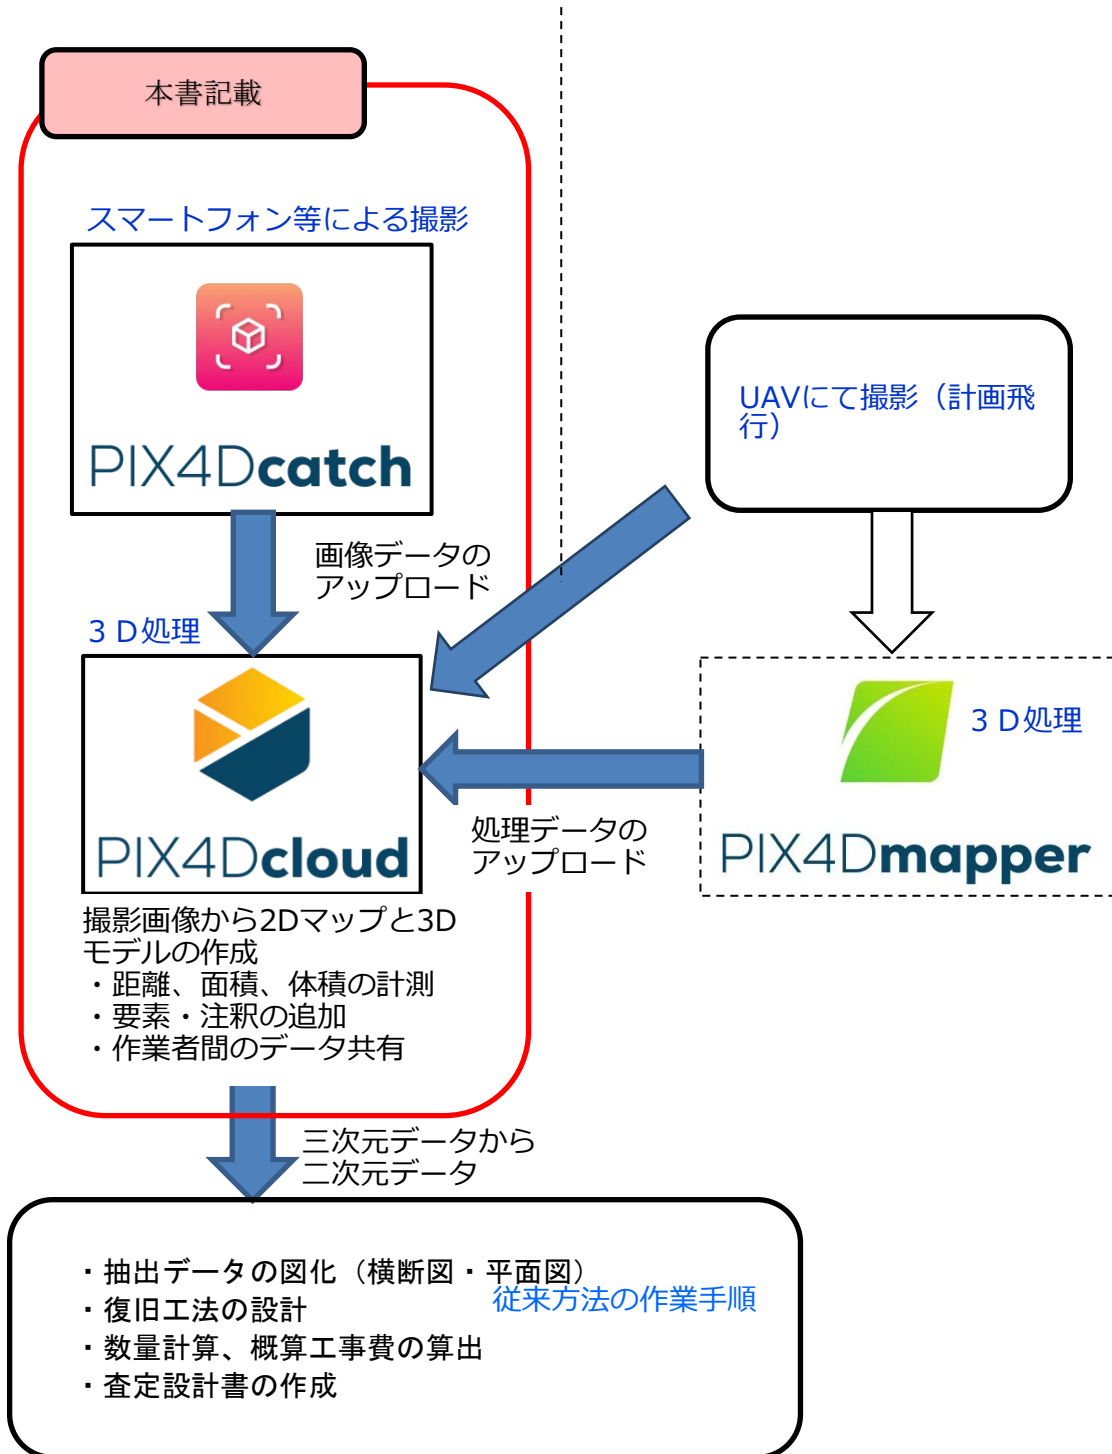 本書記載
スマートフォン等による撮影
PIX4Dcatch
画像データの
アップロード
UAVにて撮影（計画飛
行）
３Ｄ処理
PIX4Dcloud
３Ｄ処理
PIX4Dmapper
処理データの
アップロード
撮影画像から2Dマップと3D
モデルの作成
・距離、面積、体積の計測
・要素・注釈の追加
・作業者間のデータ共有
三次元データから
二次元データ
・抽出データの図化（横断図・平面図）
従来方法の作業手順
・復旧工法の設計
・数量計算、概算工事費の算出
・査定設計書の作成